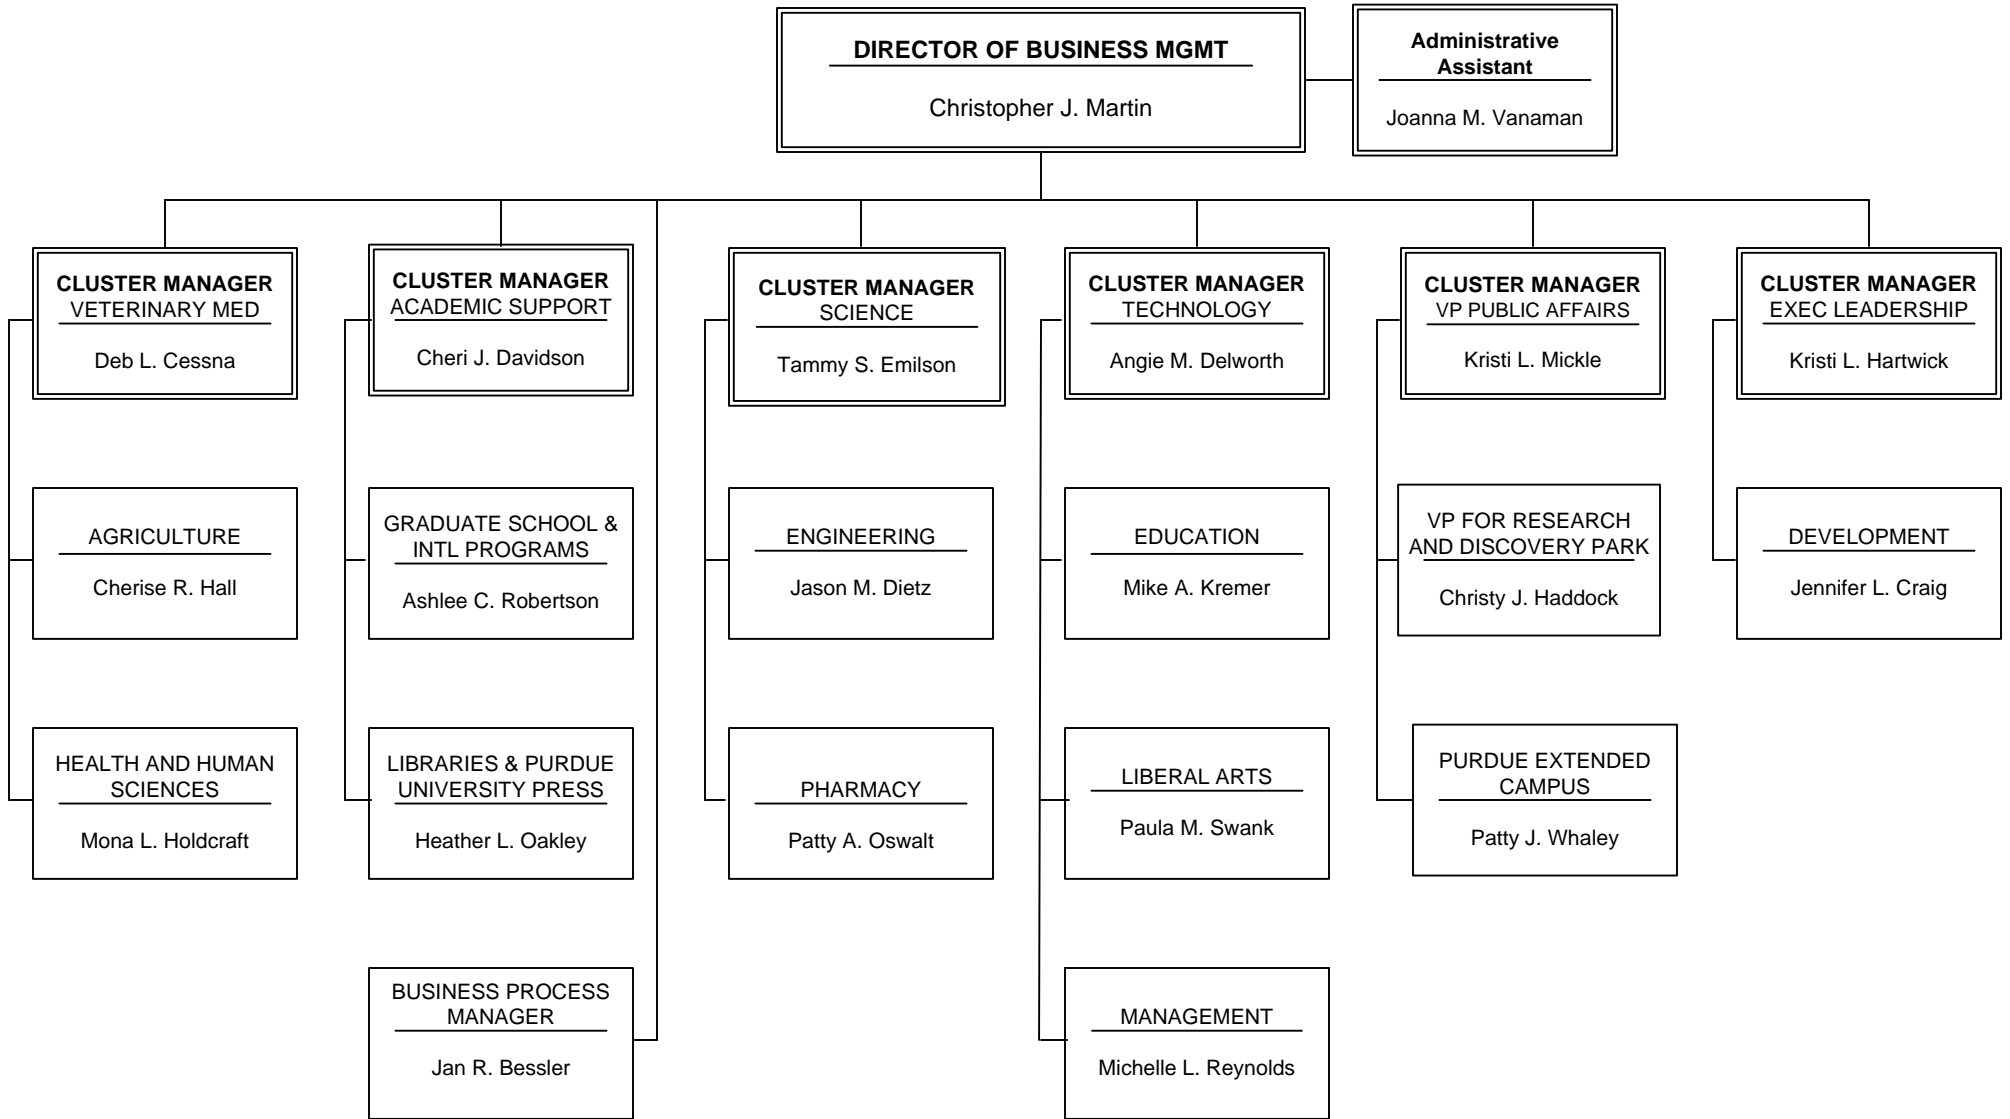 DIRECTOR OF BUSINESS MGMT
Christopher J. Martin
Administrative
Assistant
Joanna M. Vanaman
CLUSTER MANAGER
VETERINARY MED
Deb L. Cessna
CLUSTER MANAGER
ACADEMIC SUPPORT
Cheri J. Davidson
CLUSTER MANAGER
SCIENCE
Tammy S. Emilson
CLUSTER MANAGER
TECHNOLOGY
Angie M. Delworth
CLUSTER MANAGER
VP PUBLIC AFFAIRS
Kristi L. Mickle
CLUSTER MANAGER
EXEC LEADERSHIP
Kristi L. Hartwick
AGRICULTURE
Cherise R. Hall
GRADUATE SCHOOL &
INTL PROGRAMS
Ashlee C. Robertson
ENGINEERING
Jason M. Dietz
EDUCATION
Mike A. Kremer
VP FOR RESEARCH
AND DISCOVERY PARK
Christy J. Haddock
DEVELOPMENT
Jennifer L. Craig
HEALTH AND HUMAN
SCIENCES
Mona L. Holdcraft
LIBRARIES & PURDUE
UNIVERSITY PRESS
Heather L. Oakley
PHARMACY
Patty A. Oswalt
LIBERAL ARTS
Paula M. Swank
PURDUE EXTENDED
CAMPUS
Patty J. Whaley
BUSINESS PROCESS
MANAGER
Jan R. Bessler
MANAGEMENT
Michelle L. Reynolds